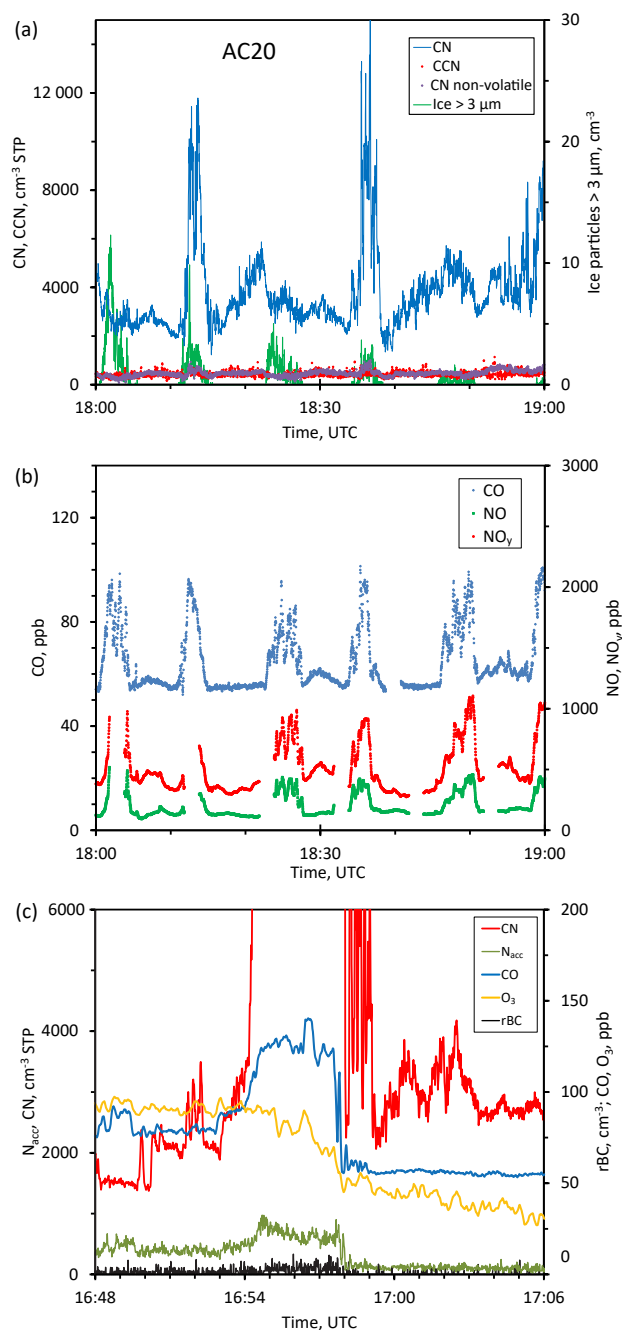 (a)
AC20
CN
CCN
CN non-volatile
Ice > 3 µm
CN, CCN, cm⁻³ STP
12 000
8000
4000
0
30
20
10
0
Ice particles > 3 µm, cm⁻³
18:00
18:30
19:00
Time, UTC
(b)
CO
NO
NOy
CO, ppb
120
80
40
0
3000
2000
1000
0
NO, NOy, ppb
18:00
18:30
19:00
Time, UTC
(c)
CN
Nacc
CO
O₃
rBC
Nacc, CN, cm⁻³ STP
6000
4000
2000
0
200
150
100
50
0
rBC, cm⁻³; CO, O₃, ppb
16:48
16:54
17:00
17:06
Time, UTC